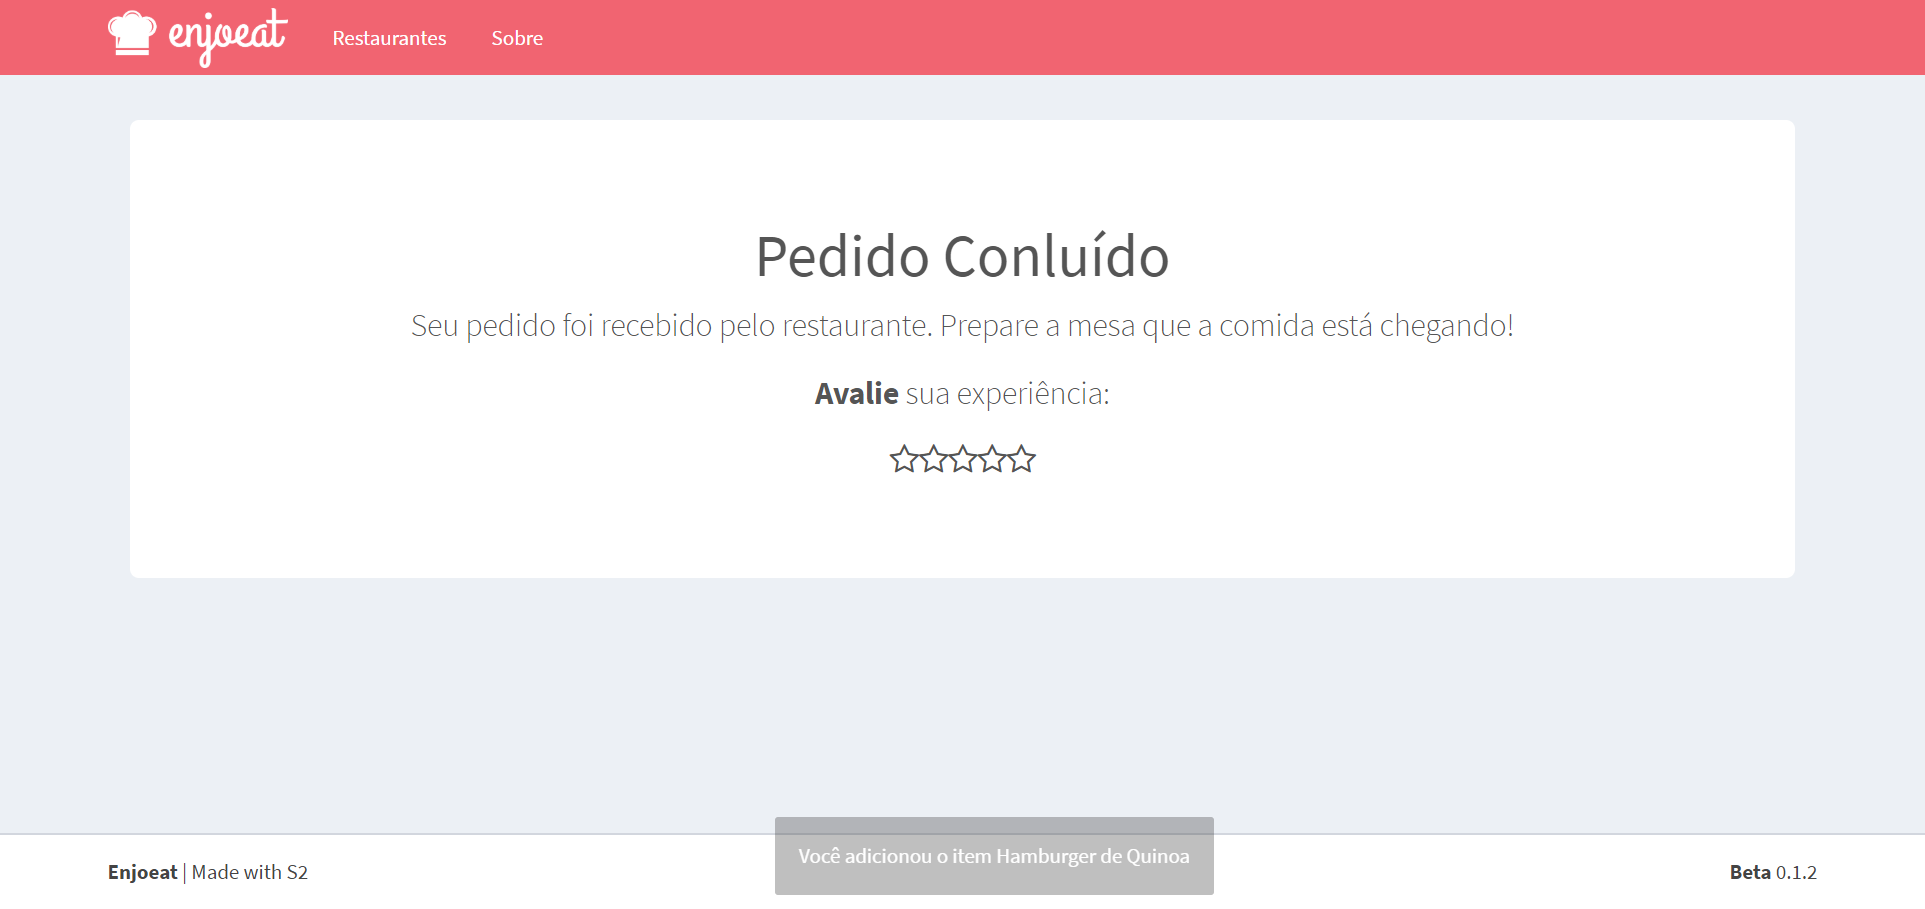 enjoeat
Restaurantes
Sobre
Pedido Conluído
Seu pedido foi recebido pelo restaurante. Prepare a mesa que a comida está chegando!
Avalie sua experiência:
Você adicionou o item Hamburger de Quinoa
Enjoeat | Made with S2
Beta 0.1.2